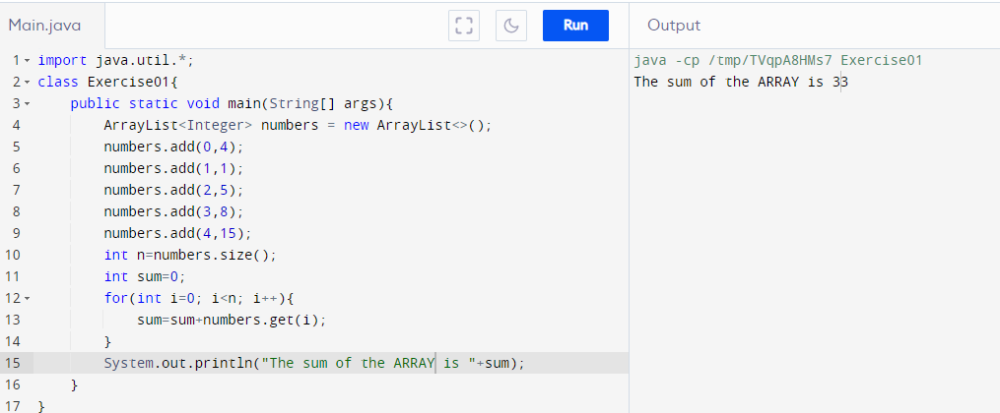 Main.java
Run
Output
1 import java.util.*;
2 class Exercise01{
3 public static void main(String[] args){
4 ArrayList<Integer> numbers = new ArrayList<>();
5 numbers.add(0,4);
6 numbers.add(1,1);
7 numbers.add(2,5);
8 numbers.add(3,8);
9 numbers.add(4,15);
10 int n=numbers.size();
11 int sum=0;
12 for(int i=0; i<n; i++){
13 sum=sum+numbers.get(i);
14 }
15 System.out.println("The sum of the ARRAY is "+sum);
16 }
17 }
java -cp /tmp/TVqpA8HMs7 Exercise01
The sum of the ARRAY is 33